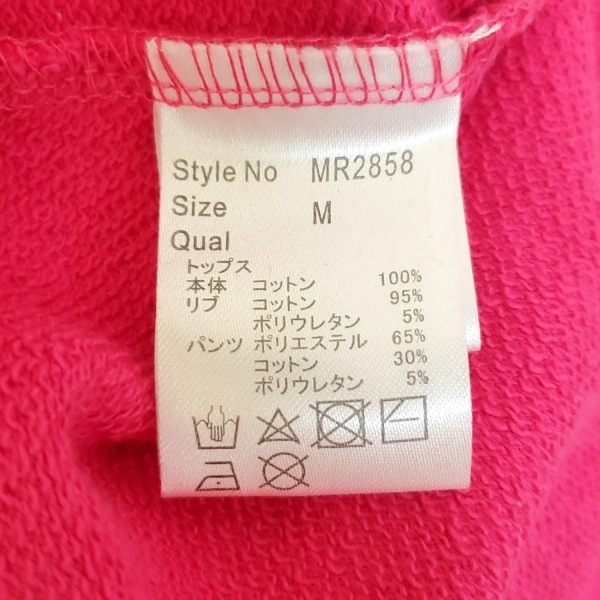 Style No MR2858
Size M
Qual
トップス
本体 コットン 100%
リブ コットン 95%
ポリウレタン 5%
パンツ ポリエステル 65%
コットン 30%
ポリウレタン 5%